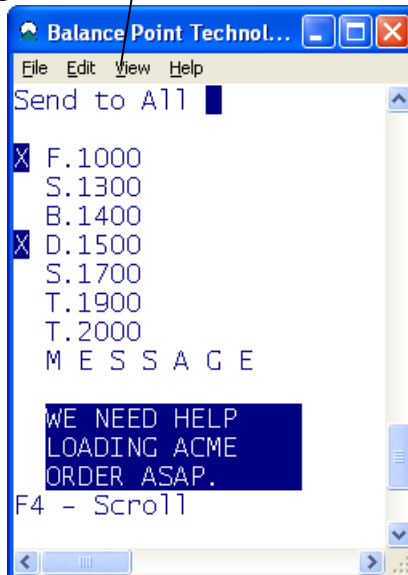 Balance Point Technol...
File Edit View Help
Send to All
X F.1000
S.1300
B.1400
X D.1500
S.1700
T.1900
T.2000
M E S S A G E
WE NEED HELP
LOADING ACME
ORDER ASAP.
F4 - Scroll